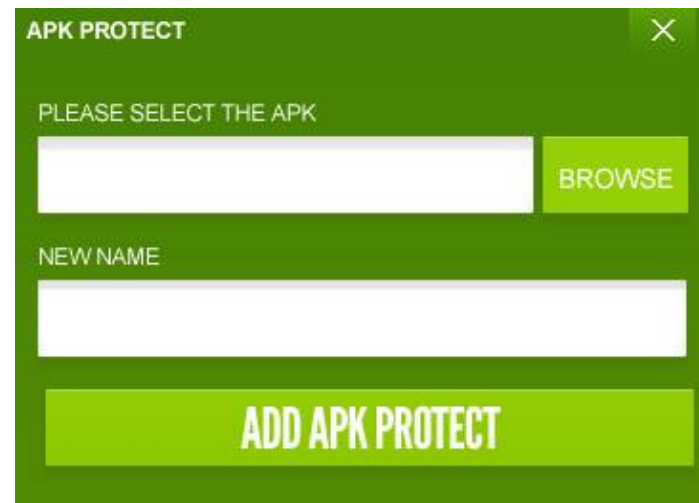 APK PROTECT
PLEASE SELECT THE APK
BROWSE
NEW NAME
ADD APK PROTECT